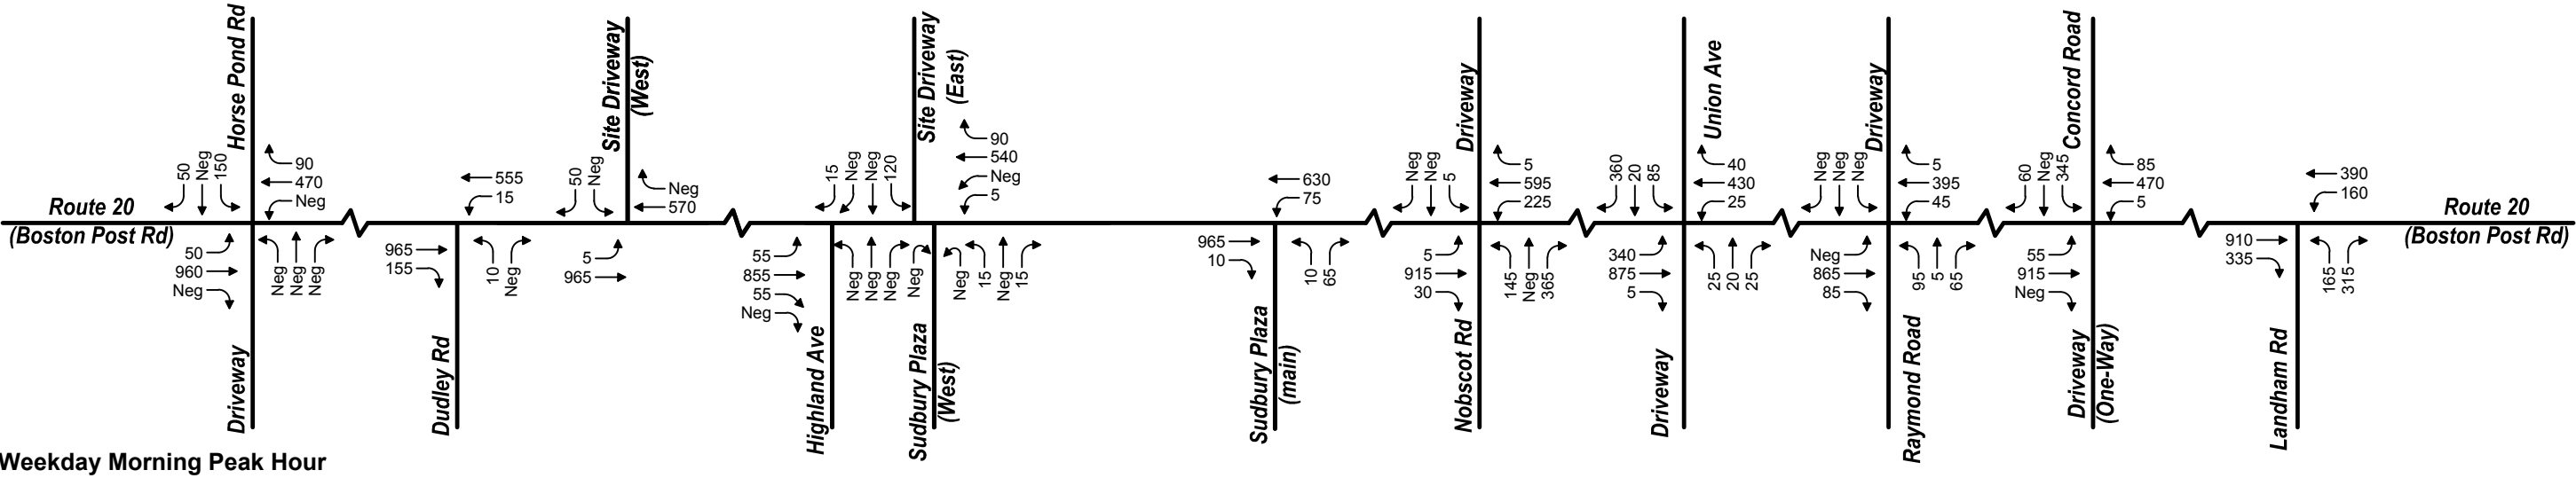 Route 20
(Boston Post Rd)
Horse Pond Rd
50
Neg
150
90
470
Neg
50
960
Neg
Neg
Neg
Neg
Driveway
555
15
965
155
10
Neg
Dudley Rd
Site Driveway
(West)
50
Neg
Neg
570
5
965
Site Driveway
(East)
15
Neg
Neg
120
90
540
Neg
5
55
855
55
Neg
Neg
Neg
Neg
Neg
Neg
15
Neg
15
Highland Ave
Sudbury Plaza
(West)
630
75
965
10
10
65
Sudbury Plaza
(main)
Driveway
Neg
Neg
5
5
595
225
5
915
30
145
Neg
365
Nobscot Rd
Union Ave
360
20
85
40
430
25
340
875
5
25
20
25
Driveway
Driveway
Neg
Neg
Neg
5
395
45
Neg
865
85
95
5
65
Raymond Road
Concord Road
60
Neg
345
85
470
5
55
915
Neg
Driveway
(One-Way)
390
160
910
335
165
315
Landham Rd
Route 20
(Boston Post Rd)
Weekday Morning Peak Hour